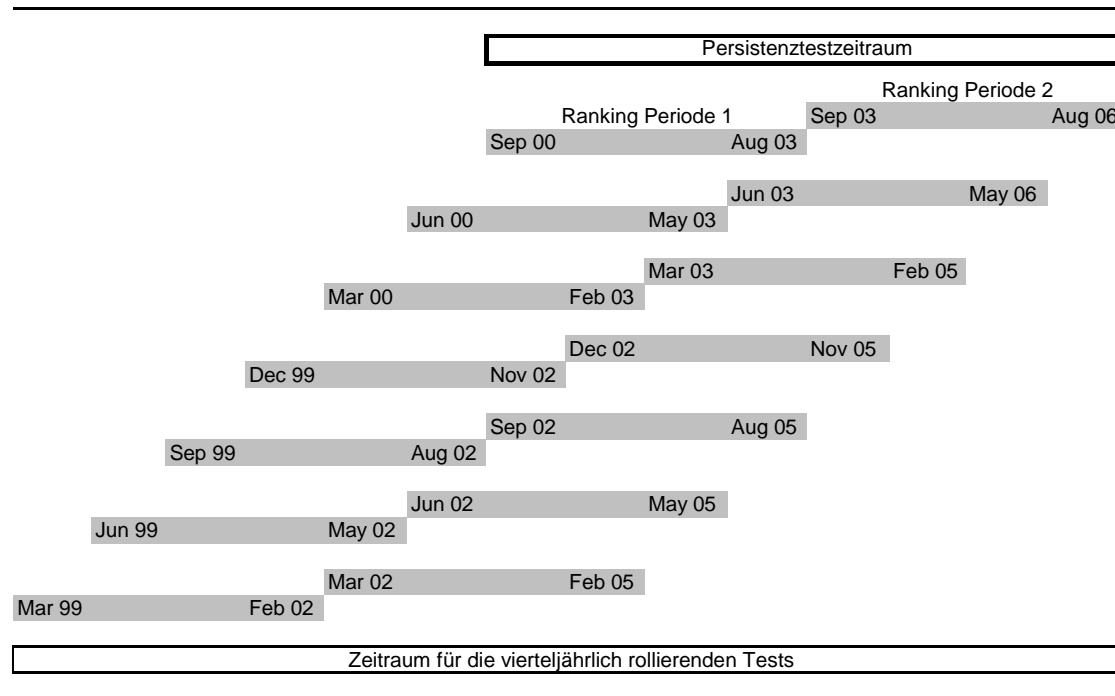 Persistenztestzeitraum
Ranking Periode 2
Ranking Periode 1
Sep 03 Aug 06
Sep 00 Aug 03
Jun 03 May 06
Jun 00 May 03
Mar 03 Feb 05
Mar 00 Feb 03
Dec 02 Nov 05
Dec 99 Nov 02
Sep 02 Aug 05
Sep 99 Aug 02
Jun 02 May 05
Jun 99 May 02
Mar 02 Feb 05
Mar 99 Feb 02
Zeitraum für die vierteljährlich rollierenden Tests